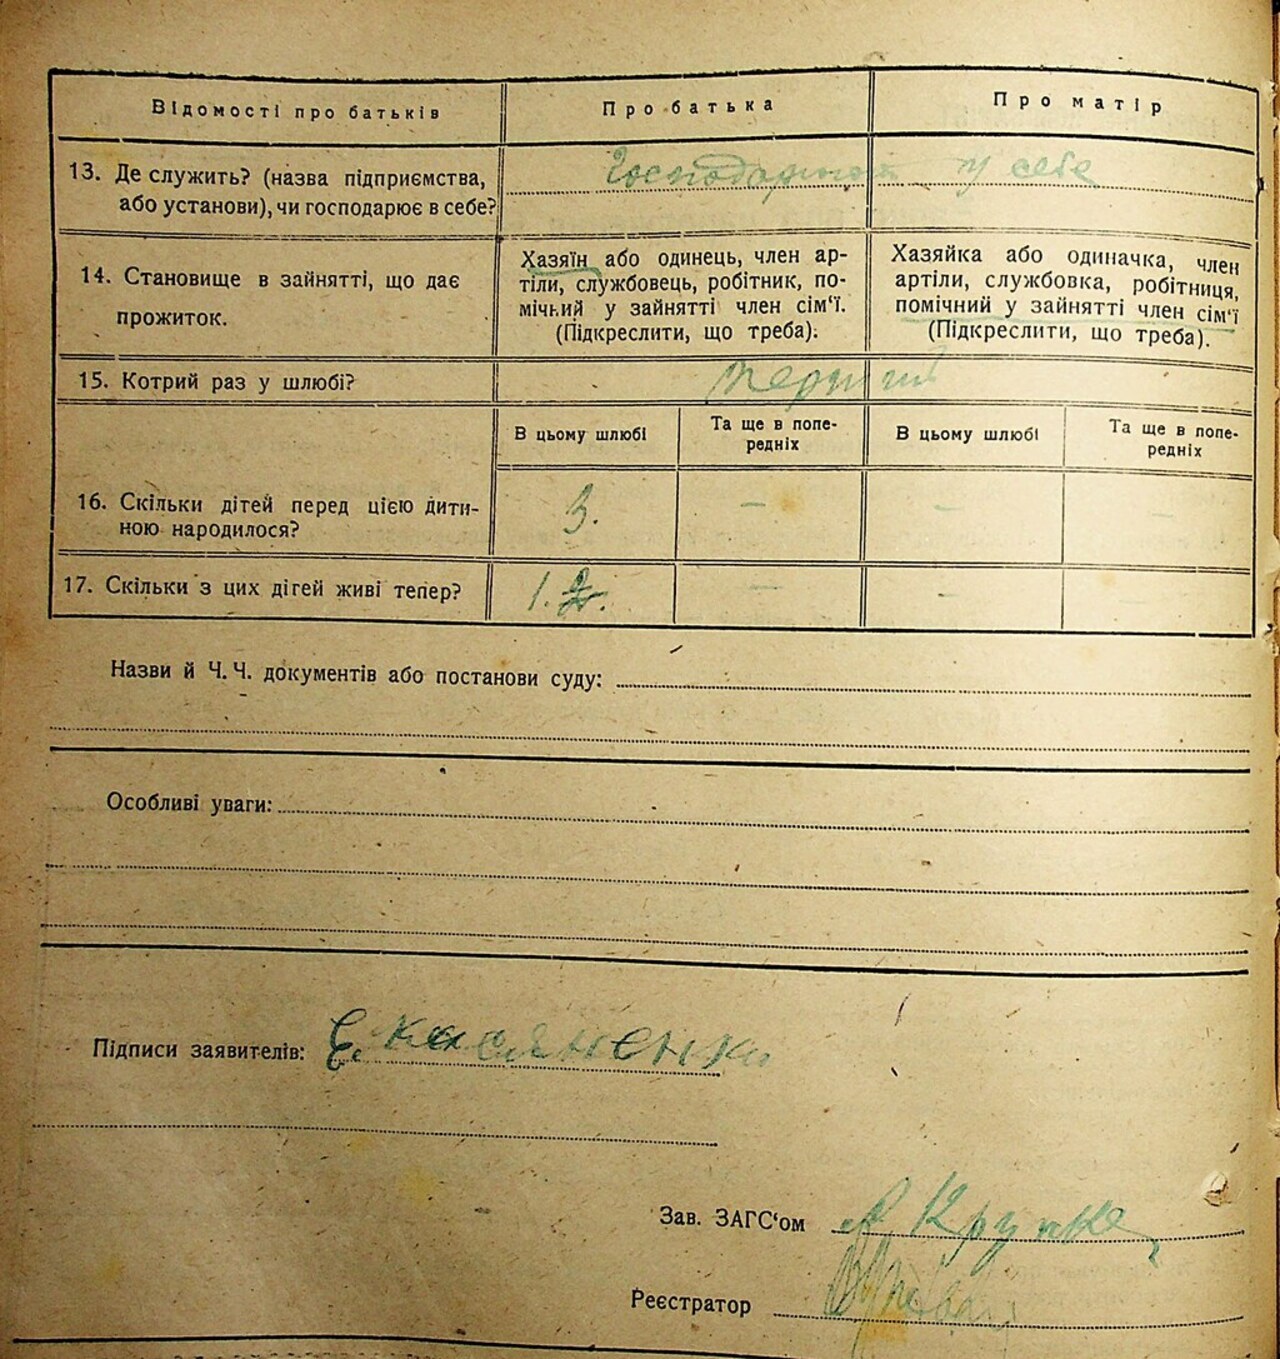 Відомості про батьків
Про батька
Про матір
13. Де служить? (назва підприємства,
або установи), чи господарює в себе?
у себе
14. Становище в зайнятті, що дає
прожиток.
Хазяїн або одинець, член ар-
тіли, службовець, робітник, по-
мічний у зайнятті член сім‘ї.
(Підкреслити, що треба).
Хазяйка або одиначка, член
артіли, службовка, робітниця,
помічний у зайнятті член сім‘ї
(Підкреслити, що треба).
15. Котрий раз у шлюбі?
В цьому шлюбі
Та ще в попе-
редніх
В цьому шлюбі
Та ще в попе-
редніх
16. Скільки дітей перед цією дити-
ною народилося?
3.
–
–
–
17. Скільки з цих дітей живі тепер?
1.
–
-
–
Назви й Ч. Ч. документів або постанови суду:
Особливі уваги:
Підписи заявителів: Є. Касяненко
Зав. ЗАГС‘ом
Крупка
Реєстратор